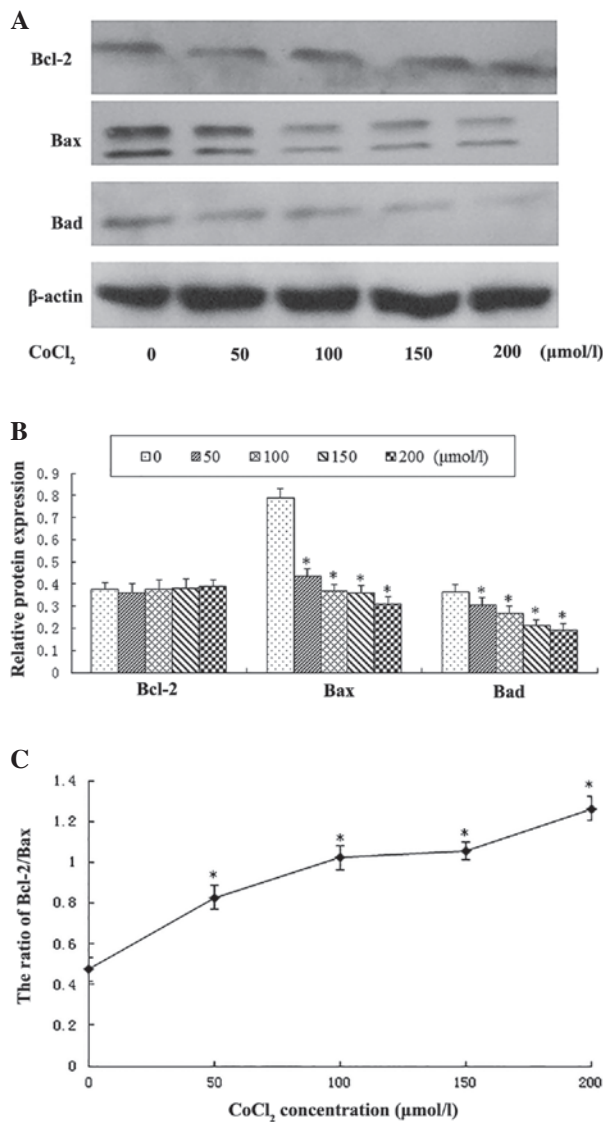 A
Bcl-2
Bax
Bad
β-actin
CoCl₂ 0 50 100 150 200 (μmol/l)
B
0 50 100 150 200 (μmol/l)
Relative protein expression
0.9
0.8
0.7
0.6
0.5
0.4
0.3
0.2
0.1
0
* * * *
* * * *
Bcl-2 Bax Bad
C
The ratio of Bcl-2/Bax
1.4
1.2
1
0.8
0.6
0.4
0.2
0
* * * *
0 50 100 150 200
CoCl₂ concentration (μmol/l)